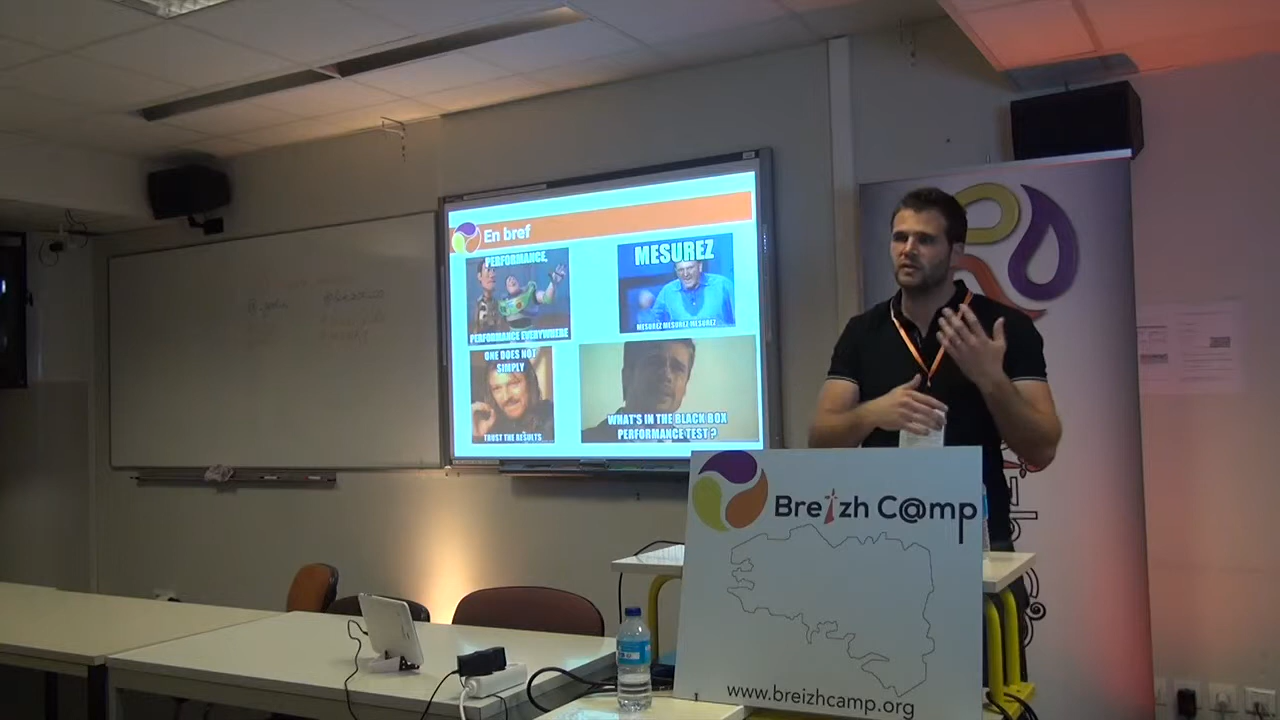 En bref
PERFORMANCE,
PERFORMANCE EVERYWHERE
MESUREZ
MESUREZ MESUREZ MESUREZ
ONE DOES NOT
SIMPLY
TRUST THE RESULTS
WHAT'S IN THE BLACK BOX
PERFORMANCE TEST ?
Breizh C@mp
www.breizhcamp.org